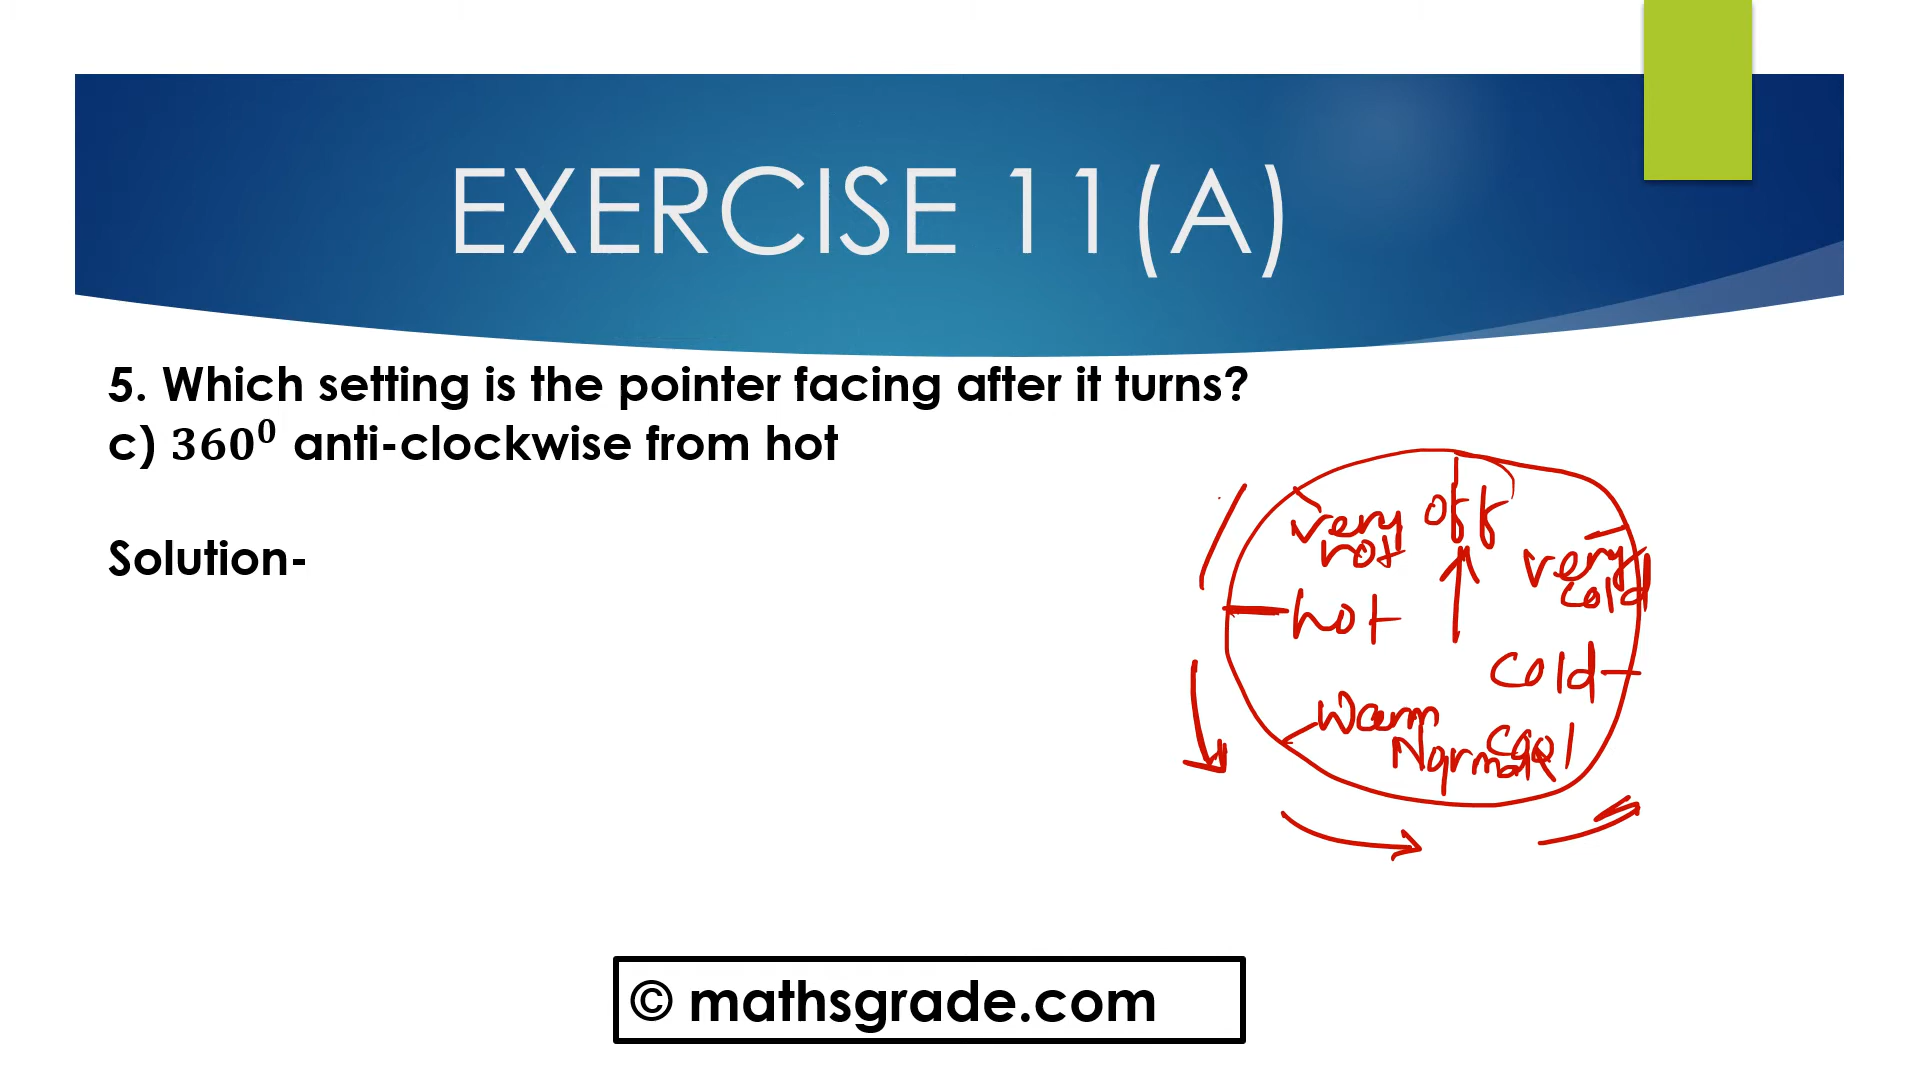 EXERCISE 11(A)
5. Which setting is the pointer facing after it turns?
c) 360⁰ anti-clockwise from hot
Solution-
off
very
hot
very
cold
hot
cold
Warm
cool
Normal
© mathsgrade.com